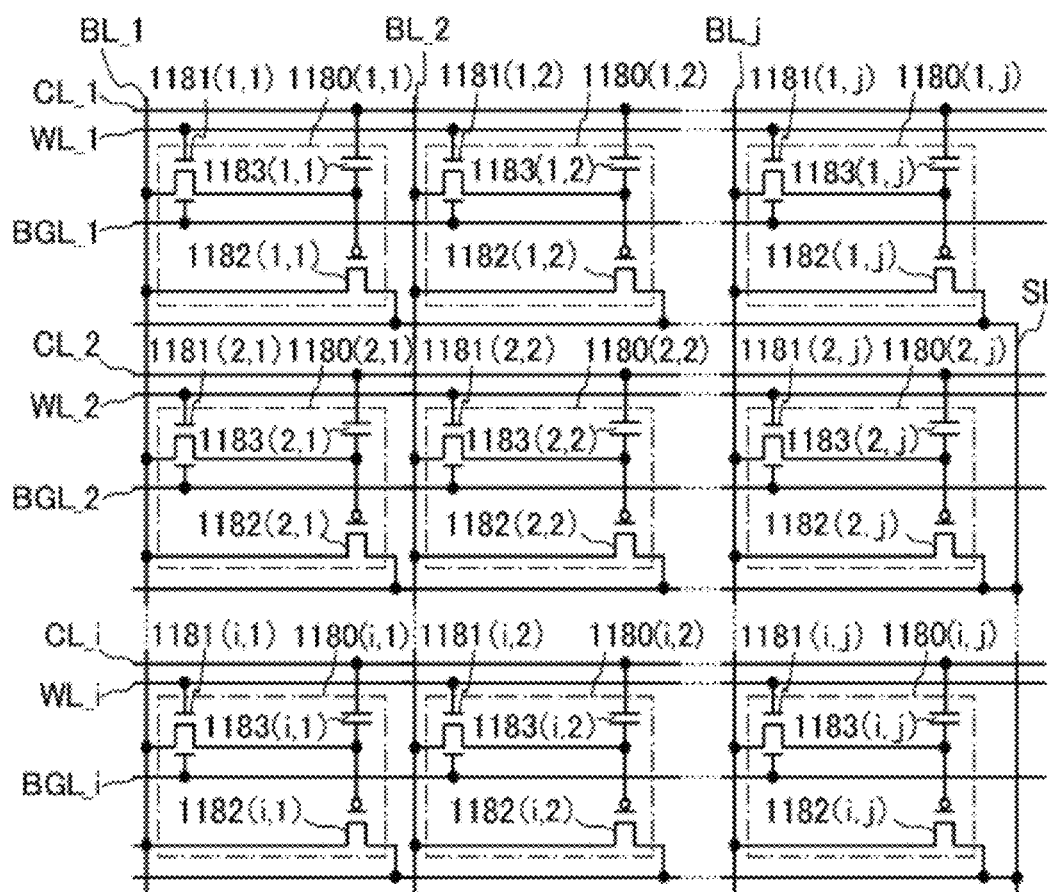 BL_1 BL_2 BL_j
1181(1,1) 1180(1,1) 1181(1,2) 1180(1,2) 1181(1,j) 1180(1,j)
CL_1
WL_1
1183(1,1) 1183(1,2) 1183(1,j)
BGL_1
1182(1,1) 1182(1,2) 1182(1,j)
SL
CL_2 1181(2,1) 1180(2,1) 1181(2,2) 1180(2,2) 1181(2,j) 1180(2,j)
WL_2
1183(2,1) 1183(2,2) 1183(2,j)
BGL_2
1182(2,1) 1182(2,2) 1182(2,j)
CL_i 1181(i,1) 1180(i,1) 1181(i,2) 1180(i,2) 1181(i,j) 1180(i,j)
WL_i
1183(i,1) 1183(i,2) 1183(i,j)
BGL_i
1182(i,1) 1182(i,2) 1182(i,j)